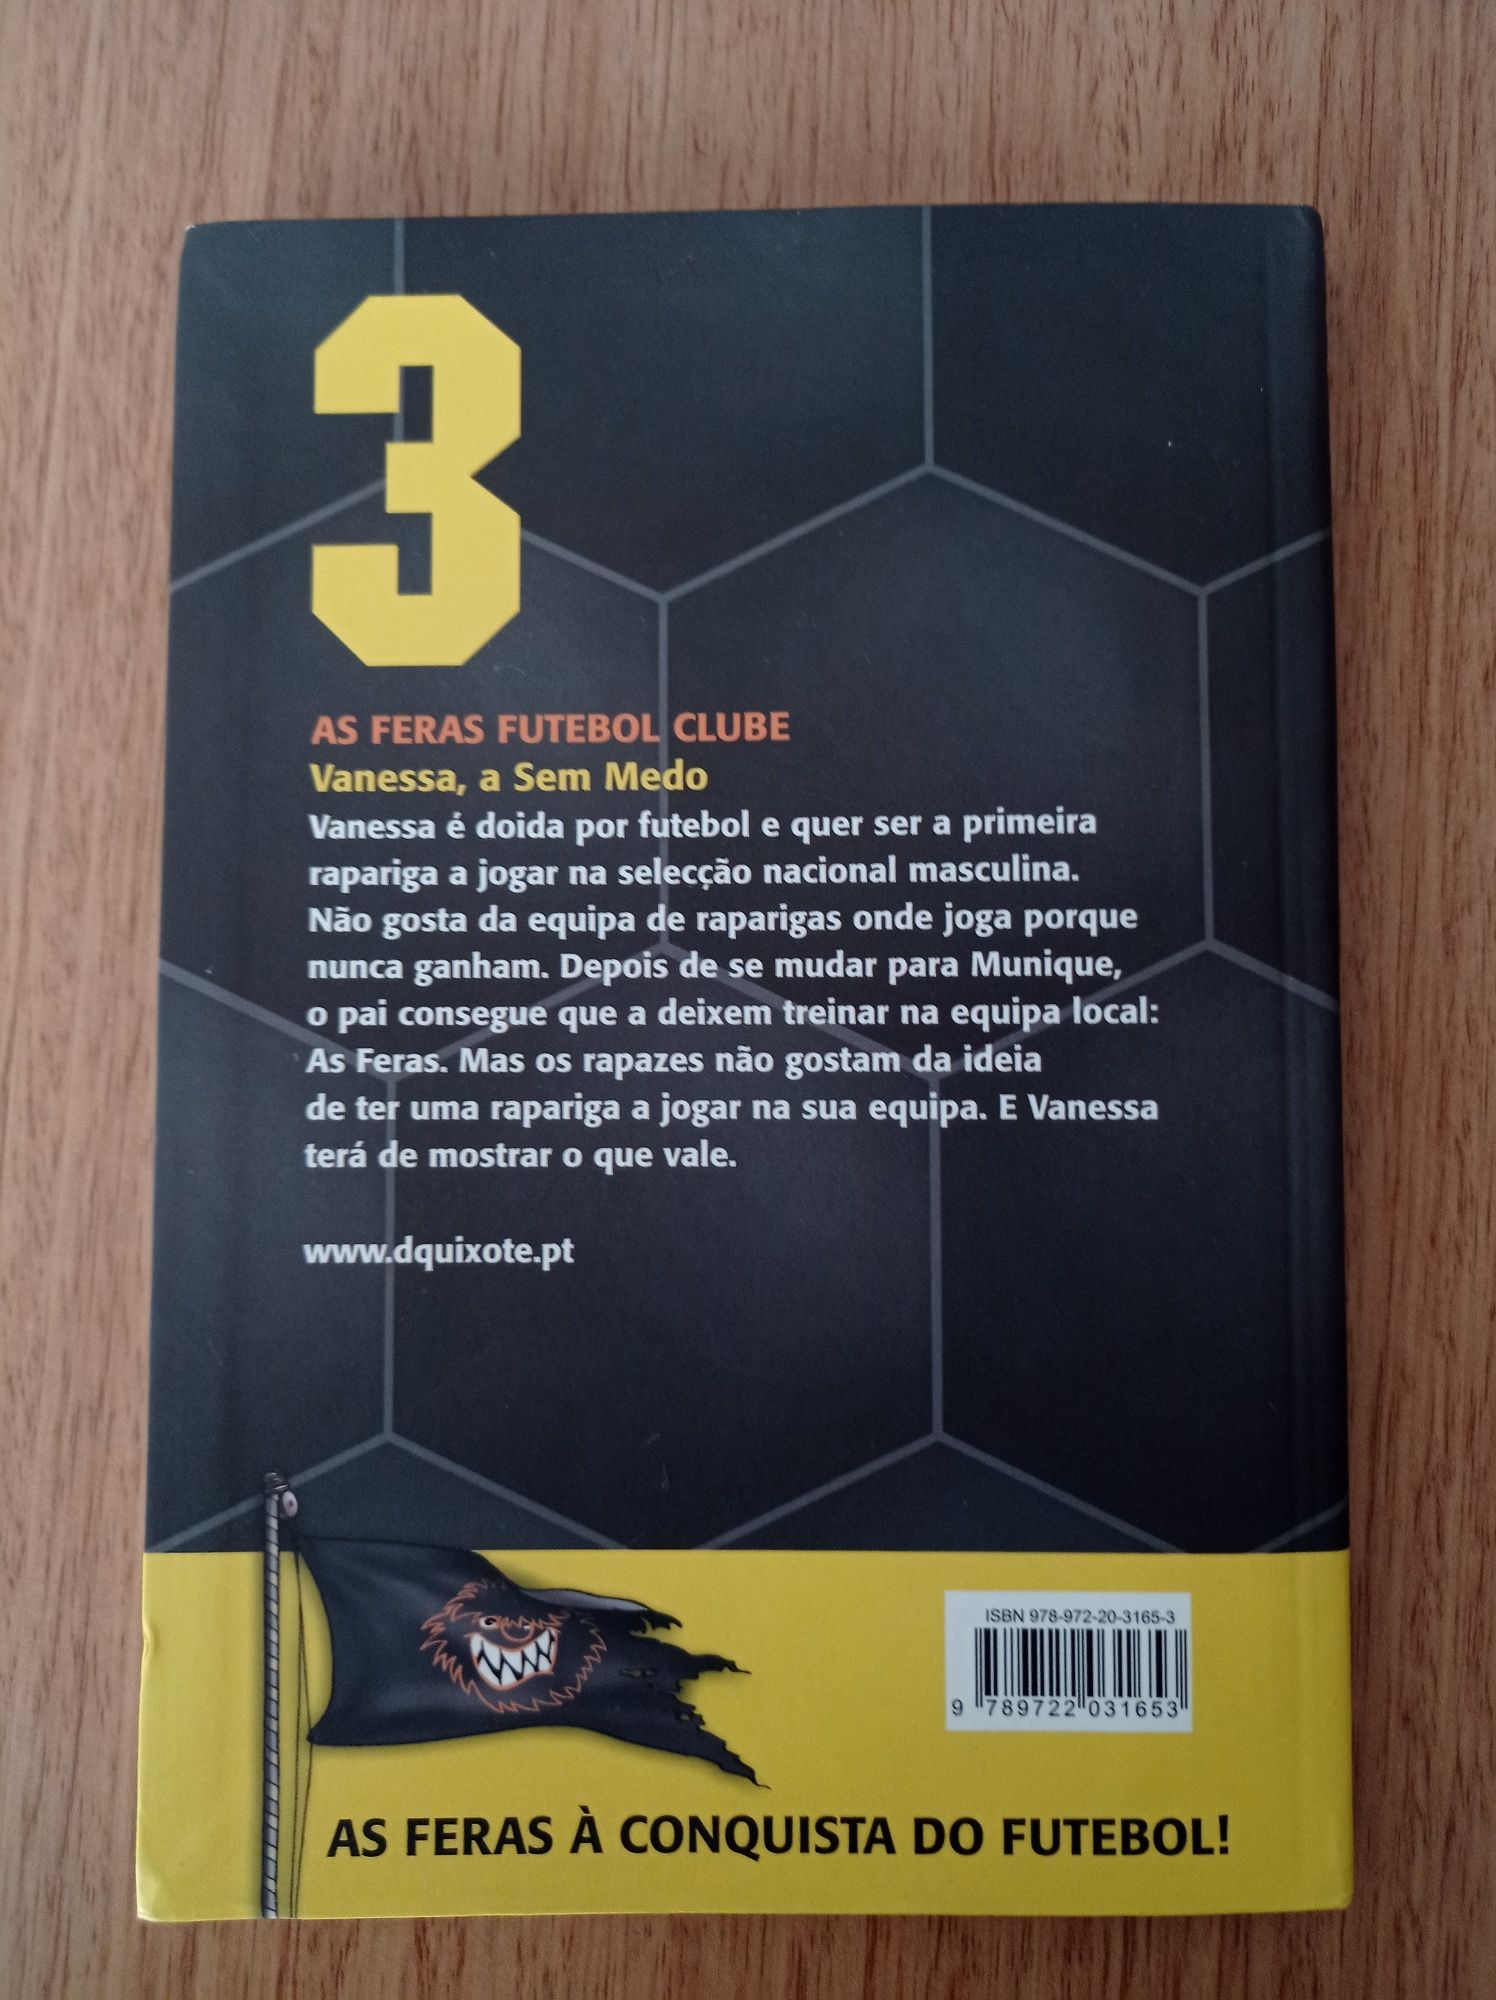 3
AS FERAS FUTEBOL CLUBE
Vanessa, a Sem Medo
Vanessa é doida por futebol e quer ser a primeira
rapariga a jogar na selecção nacional masculina.
Não gosta da equipa de raparigas onde joga porque
nunca ganham. Depois de se mudar para Munique,
o pai consegue que a deixem treinar na equipa local:
As Feras. Mas os rapazes não gostam da ideia
de ter uma rapariga a jogar na sua equipa. E Vanessa
terá de mostrar o que vale.
www.dquixote.pt
ISBN 978-972-20-3165-3
9 789722 031653
AS FERAS À CONQUISTA DO FUTEBOL!